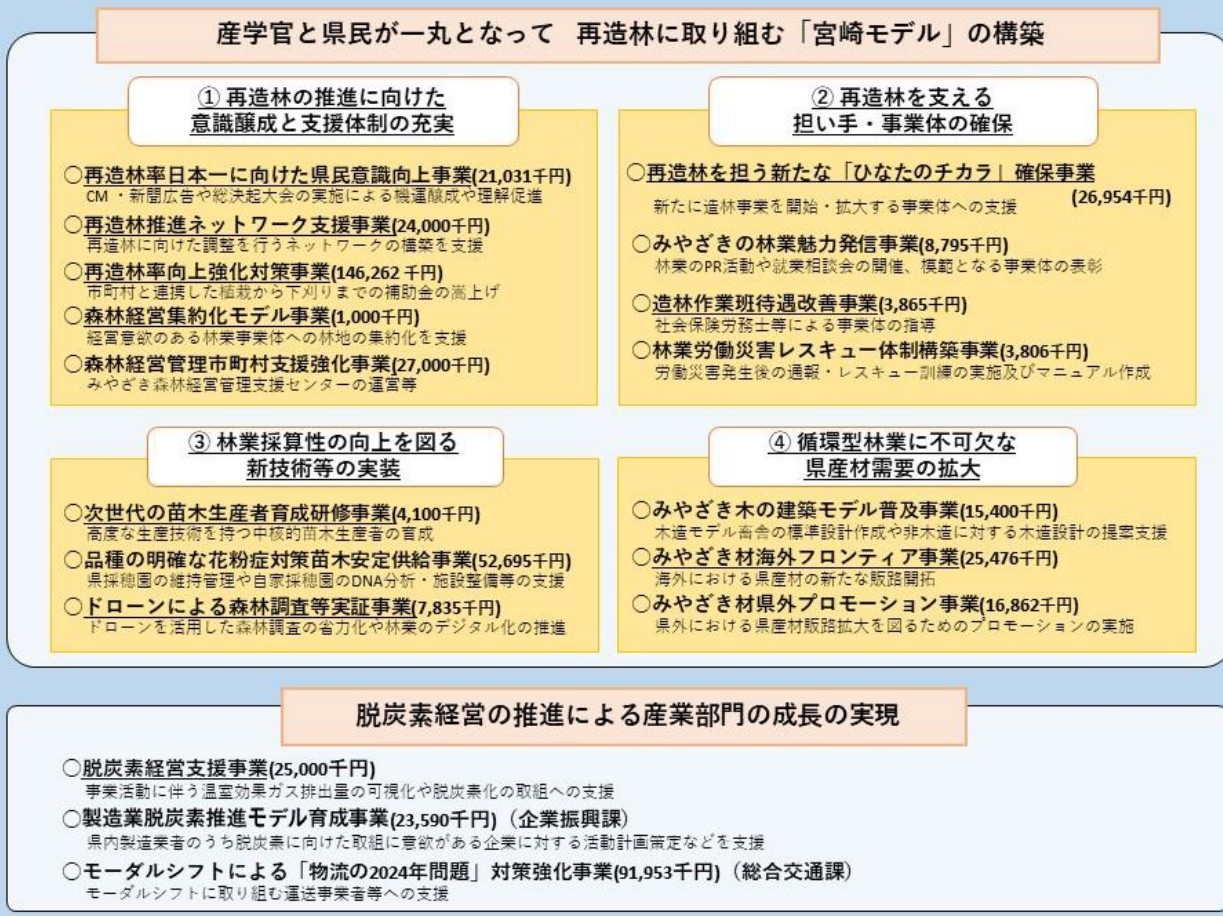 産学官と県民が一丸となって 再造林に取り組む「宮崎モデル」の構築
① 再造林の推進に向けた
意識醸成と支援体制の充実
○再造林率日本一に向けた県民意識向上事業(21,031千円)
CM・新聞広告や総決起大会の実施による機運醸成や理解促進
○再造林推進ネットワーク支援事業(24,000千円)
再造林に向けた調整を行うネットワークの構築を支援
○再造林率向上強化対策事業(146,262 千円)
市町村と連携した植栽から下刈りまでの補助金の嵩上げ
○森林経営集約化モデル事業(1,000千円)
経営意欲のある林業事業体への林地の集約化を支援
○森林経営管理市町村支援強化事業(27,000千円)
みやざき森林経営管理支援センターの運営等
② 再造林を支える
担い手・事業体の確保
○再造林を担う新たな「ひなたのチカラ」確保事業
(26,954千円)
新たに造林事業を開始・拡大する事業体への支援
○みやざきの林業魅力発信事業(8,795千円)
林業のPR活動や就業相談会の開催、模範となる事業体の表彰
○造林作業班待遇改善事業(3,865千円)
社会保険労務士等による事業体の指導
○林業労働災害レスキュー体制構築事業(3,806千円)
労働災害発生後の通報・レスキュー訓練の実施及びマニュアル作成
③ 林業採算性の向上を図る
新技術等の実装
○次世代の苗木生産者育成研修事業(4,100千円)
高度な生産技術を持つ中核的苗木生産者の育成
○品種の明確な花粉症対策苗木安定供給事業(52,695千円)
県採穂園の維持管理や自家採穂園のDNA分析・施設整備等の支援
○ドローンによる森林調査等実証事業(7,835千円)
ドローンを活用した森林調査の省力化や林業のデジタル化の推進
④ 循環型林業に不可欠な
県産材需要の拡大
○みやざき木の建築モデル普及事業(15,400千円)
木造モデル畜舎の標準設計作成や非木造に対する木造設計の提案支援
○みやざき材海外フロンティア事業(25,476千円)
海外における県産材の新たな販路開拓
○みやざき材県外プロモーション事業(16,862千円)
県外における県産材販路拡大を図るためのプロモーションの実施
脱炭素経営の推進による産業部門の成長の実現
○脱炭素経営支援事業(25,000千円)
事業活動に伴う温室効果ガス排出量の可視化や脱炭素化の取組への支援
○製造業脱炭素推進モデル育成事業(23,590千円)（企業振興課）
県内製造業者のうち脱炭素に向けた取組に意欲がある企業に対する活動計画策定などを支援
○モーダルシフトによる「物流の2024年問題」対策強化事業(91,953千円)（総合交通課）
モーダルシフトに取り組む運送事業者等への支援